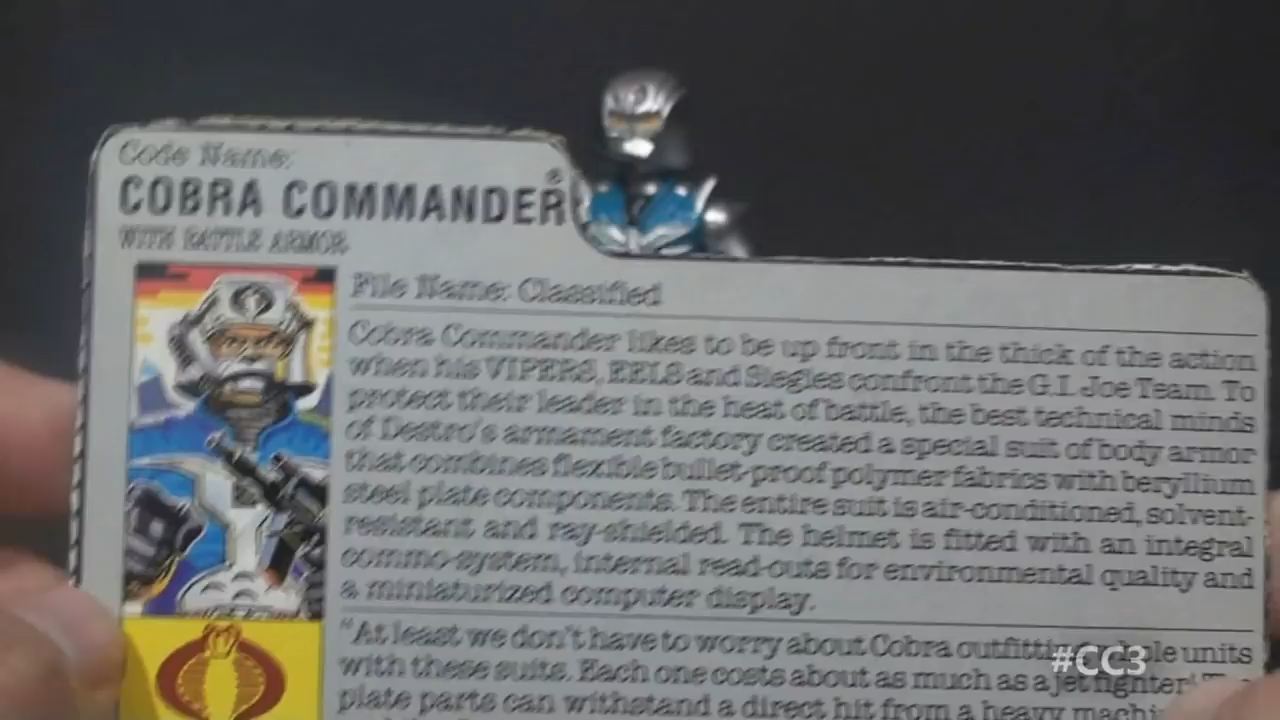 Code Name:
COBRA COMMANDER®
WITH BATTLE ARMOR
File Name: Classified
Cobra Commander likes to be up front in the thick of the action
when his VIPERS, EELS and Siegies confront the G.I. Joe Team. To
protect their leader in the heat of battle, the best technical minds
of Destro's armament factory created a special suit of body armor
that combines flexible bullet-proof polymer fabrics with beryllium
steel plate components. The entire suit is air-conditioned, solvent-
resistant and ray-shielded. The helmet is fitted with an integral
commo-system, internal read-outs for environmental quality and
a miniaturized computer display.
"At least we don't have to worry about Cobra outfitting whole units
with these suits. Each one costs about as much as a jet fighter! The
plate parts can withstand a direct hit from a heavy machine
#CC3